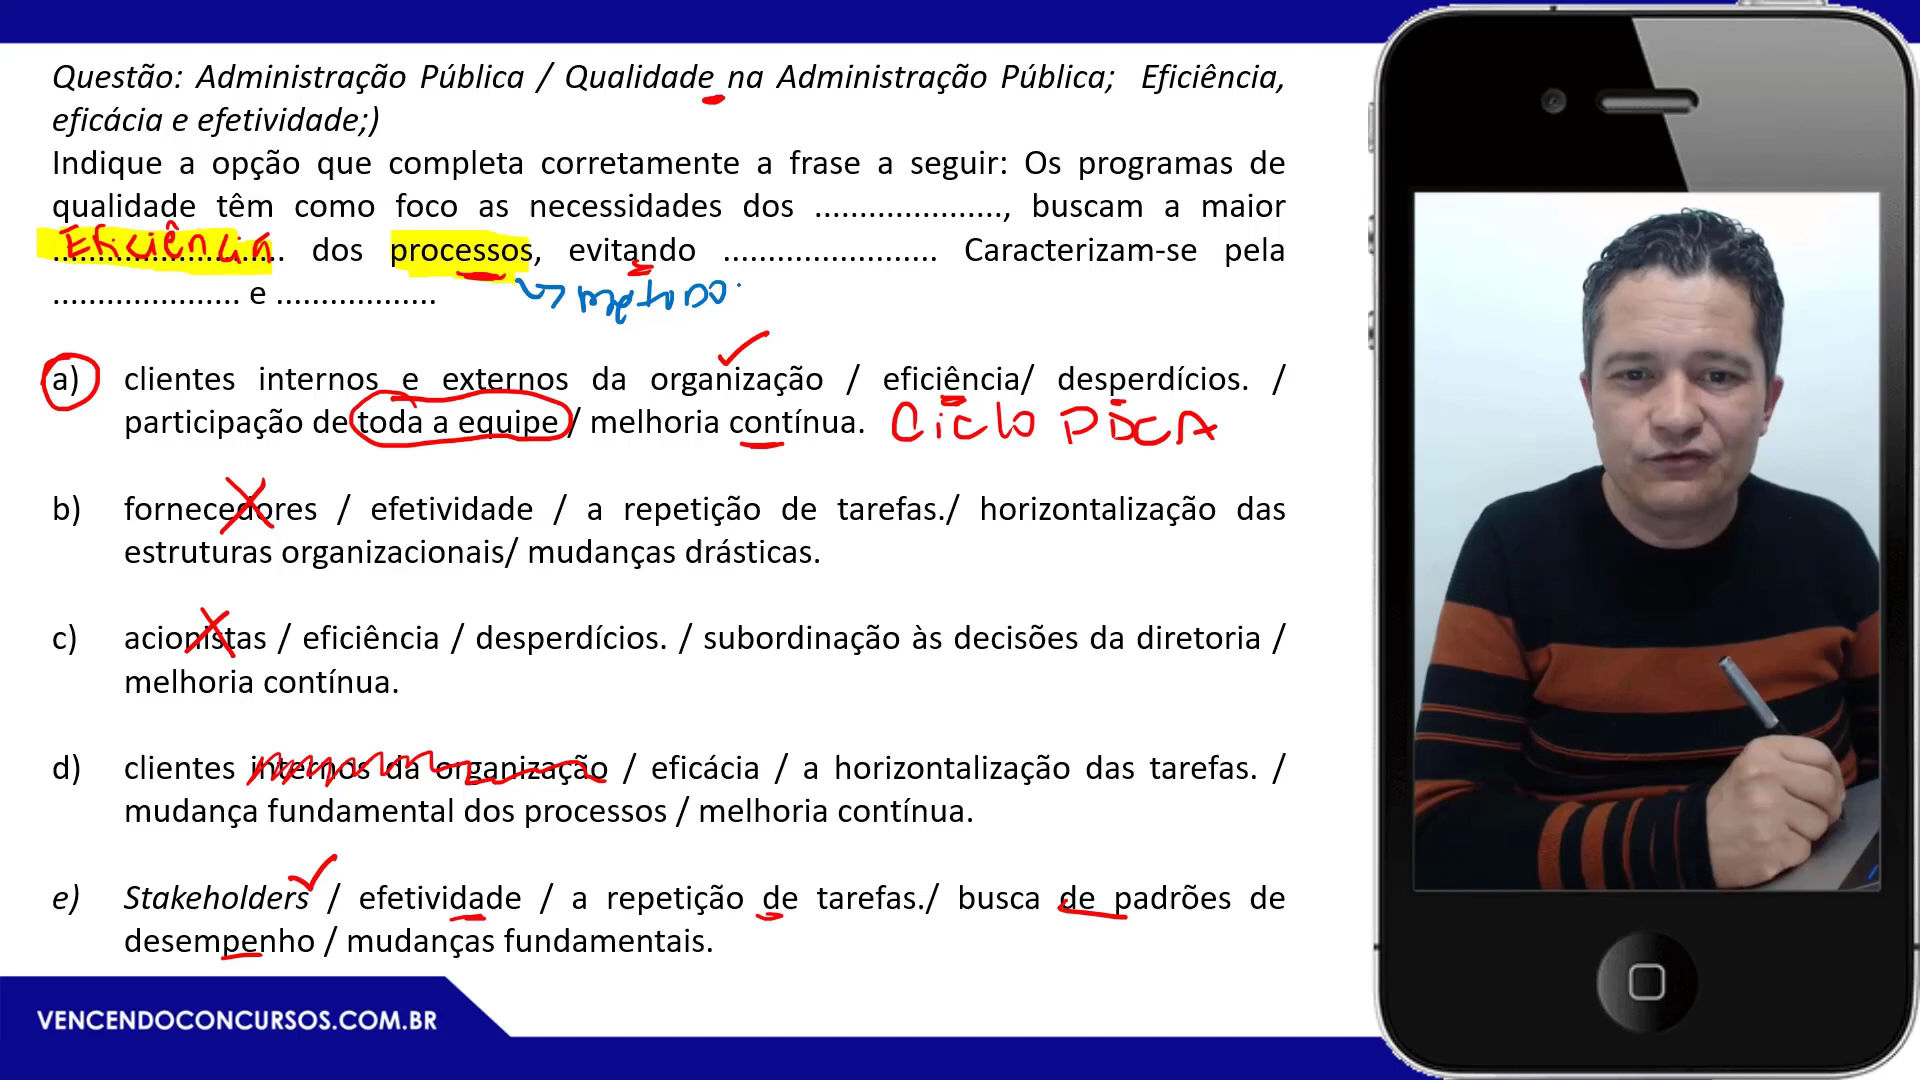 Questão: Administração Pública / Qualidade na Administração Pública; Eficiência,
eficácia e efetividade;)
Indique a opção que completa corretamente a frase a seguir: Os programas de
qualidade têm como foco as necessidades dos ....................., buscam a maior
Eficiência
.......................... dos processos, evitando ........................ Caracterizam-se pela
..................... e ..................
método
a) clientes internos e externos da organização / eficiência/ desperdícios. /
participação de toda a equipe / melhoria contínua. Ciclo PDCA
b) fornecedores / efetividade / a repetição de tarefas./ horizontalização das
estruturas organizacionais/ mudanças drásticas.
c) acionistas / eficiência / desperdícios. / subordinação às decisões da diretoria /
melhoria contínua.
d) clientes internos da organização / eficácia / a horizontalização das tarefas. /
mudança fundamental dos processos / melhoria contínua.
e) Stakeholders / efetividade / a repetição de tarefas./ busca de padrões de
desempenho / mudanças fundamentais.
VENCENDOCONCURSOS.COM.BR